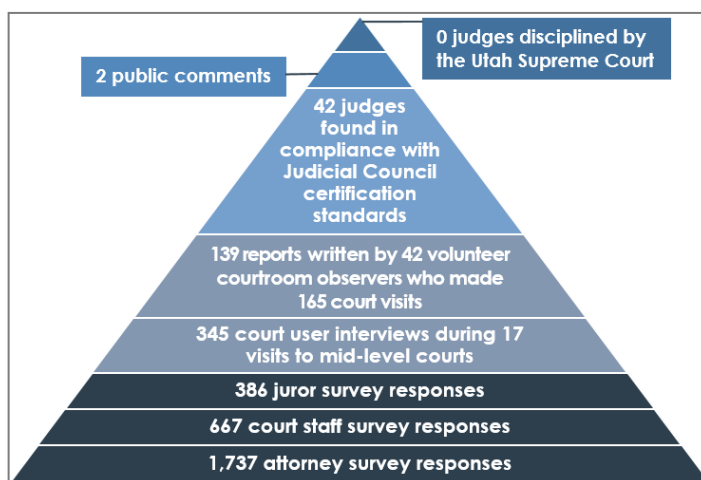 0 judges disciplined by
the Utah Supreme Court
2 public comments
42 judges
found in
compliance with
Judicial Council
certification
standards
139 reports written by 42 volunteer
courtroom observers who made
165 court visits
345 court user interviews during 17
visits to mid-level courts
386 juror survey responses
667 court staff survey responses
1,737 attorney survey responses